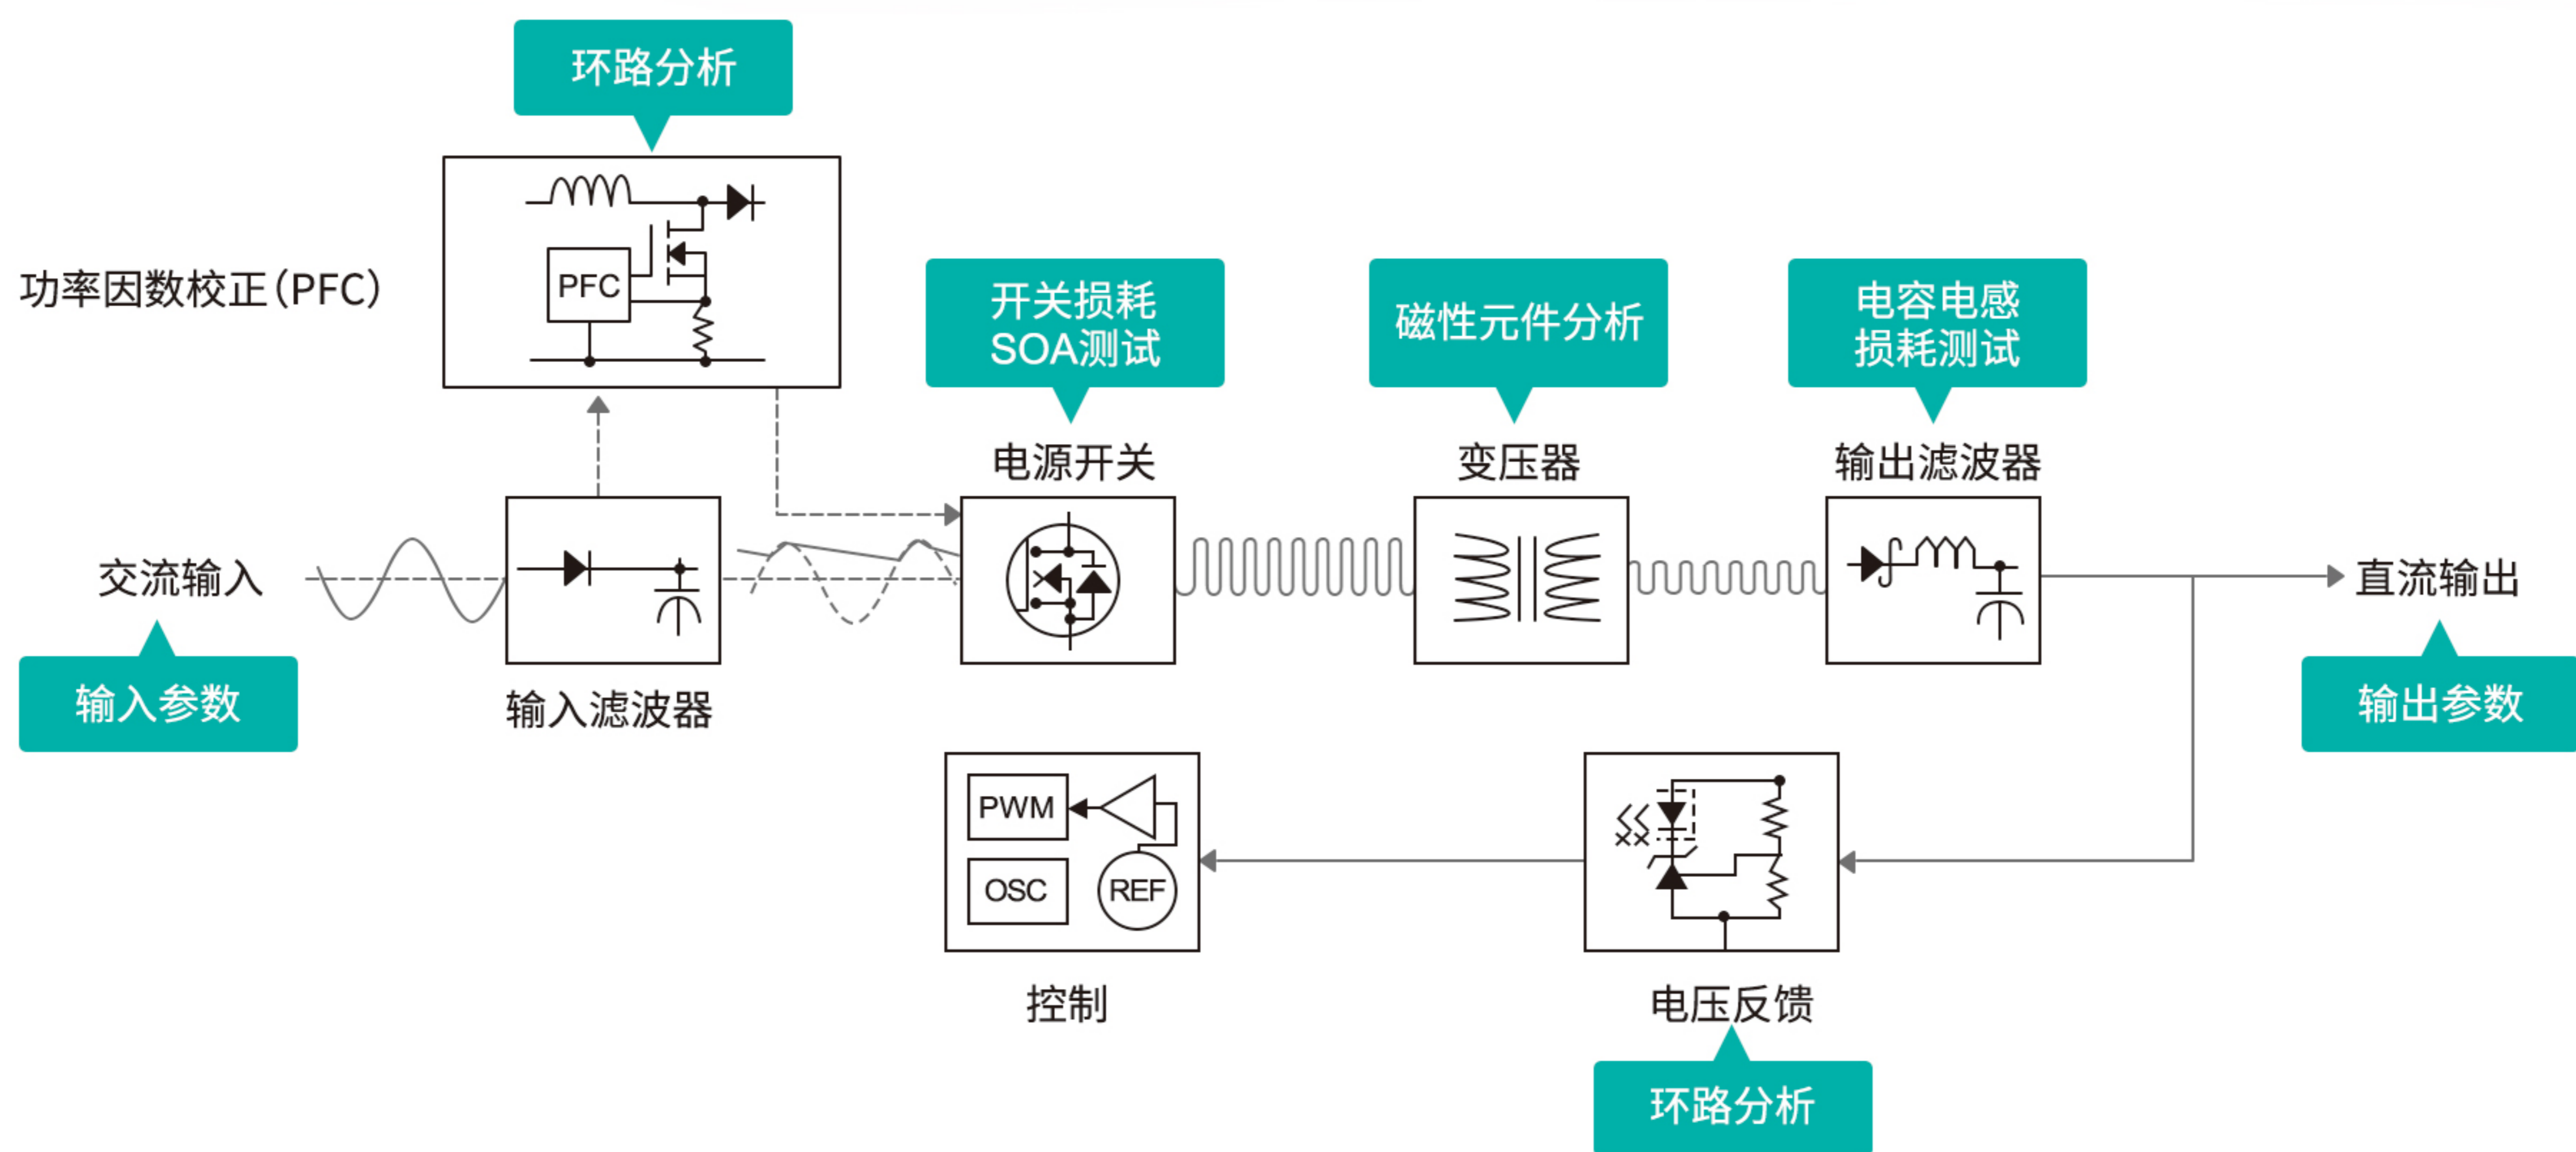 环路分析
功率因数校正(PFC)
PFC
开关损耗
SOA测试
磁性元件分析
电容电感
损耗测试
电源开关
变压器
输出滤波器
交流输入
直流输出
输入参数
输入滤波器
输出参数
PWM
OSC
REF
控制
电压反馈
环路分析